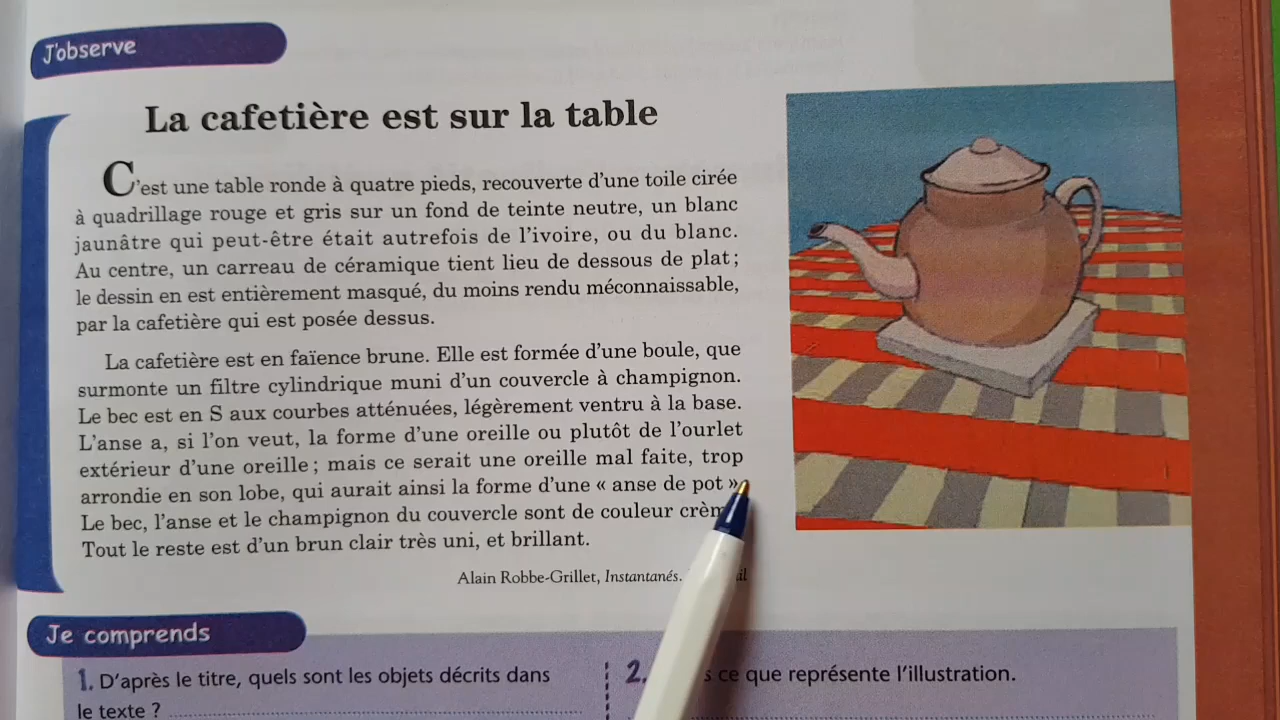 J'observe
La cafetière est sur la table
C'est une table ronde à quatre pieds, recouverte d'une toile cirée
à quadrillage rouge et gris sur un fond de teinte neutre, un blanc
jaunâtre qui peut-être était autrefois de l'ivoire, ou du blanc.
Au centre, un carreau de céramique tient lieu de dessous de plat ;
le dessin en est entièrement masqué, du moins rendu méconnaissable,
par la cafetière qui est posée dessus.
La cafetière est en faïence brune. Elle est formée d'une boule, que
surmonte un filtre cylindrique muni d'un couvercle à champignon.
Le bec est en S aux courbes atténuées, légèrement ventru à la base.
L'anse a, si l'on veut, la forme d'une oreille ou plutôt de l'ourlet
extérieur d'une oreille ; mais ce serait une oreille mal faite, trop
arrondie en son lobe, qui aurait ainsi la forme d'une « anse de pot »
Le bec, l'anse et le champignon du couvercle sont de couleur
Tout le reste est d'un brun clair très uni, et brillant.
Alain Robbe-Grillet, Instantanés.
Je comprends
1. D'après le titre, quels sont les objets décrits dans
le texte ?
2. ce que représente l'illustration.